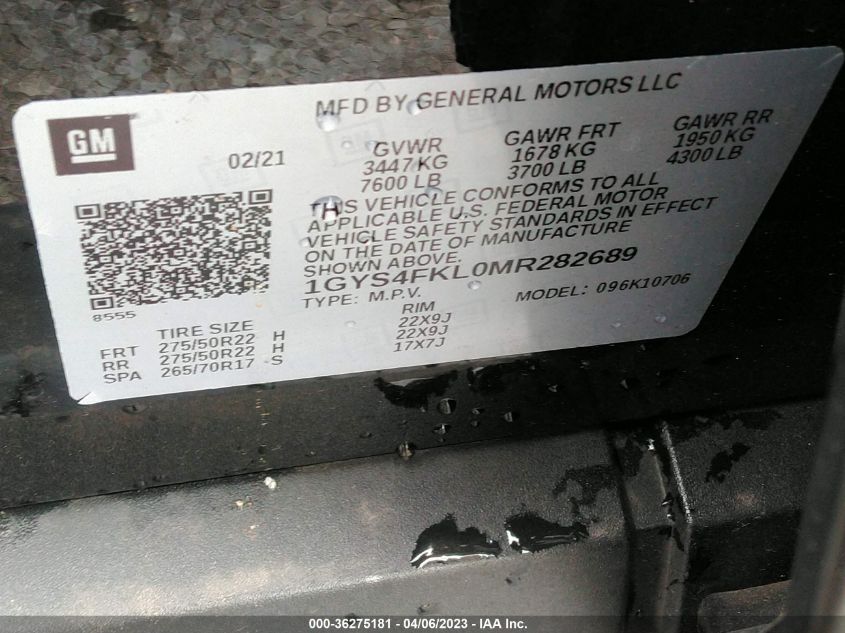 MFD BY GENERAL MOTORS LLC
GM
02/21
GVWR GAWR FRT GAWR RR
3447 KG 1678 KG 1950 KG
7600 LB 3700 LB 4300 LB
THIS VEHICLE CONFORMS TO ALL
APPLICABLE U.S. FEDERAL MOTOR
VEHICLE SAFETY STANDARDS IN EFFECT
ON THE DATE OF MANUFACTURE
SHOWN ABOVE.
1GYS4FKL0MR282689
TYPE: M.P.V. MODEL: 096K10706
8555
TIRE SIZE RIM
FRT 275/50R22 H 22X9J
RR 275/50R22 H 22X9J
SPA 265/70R17 S 17X7J
000-36275181 - 04/06/2023 - IAA Inc.